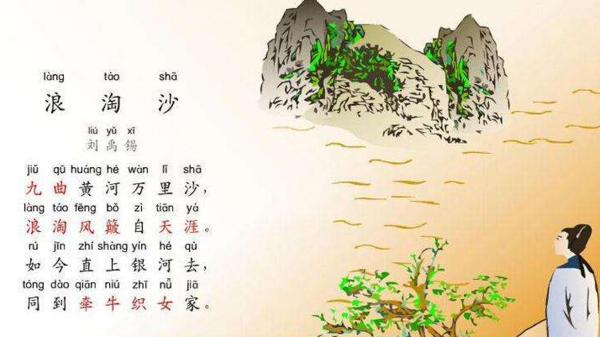 làng táo shā
浪 淘 沙
liú yǔ xī
刘 禹 锡
jiǔ qū huáng hé wàn lǐ shā
九 曲 黄 河 万 里 沙，
làng táo fēng bǒ zì tiān yá
浪 淘 风 簸 自 天 涯。
rú jīn zhí shàng yín hé qù
如 今 直 上 银 河 去，
tóng dào qiān niú zhī nǚ jiā
同 到 牵 牛 织 女 家。